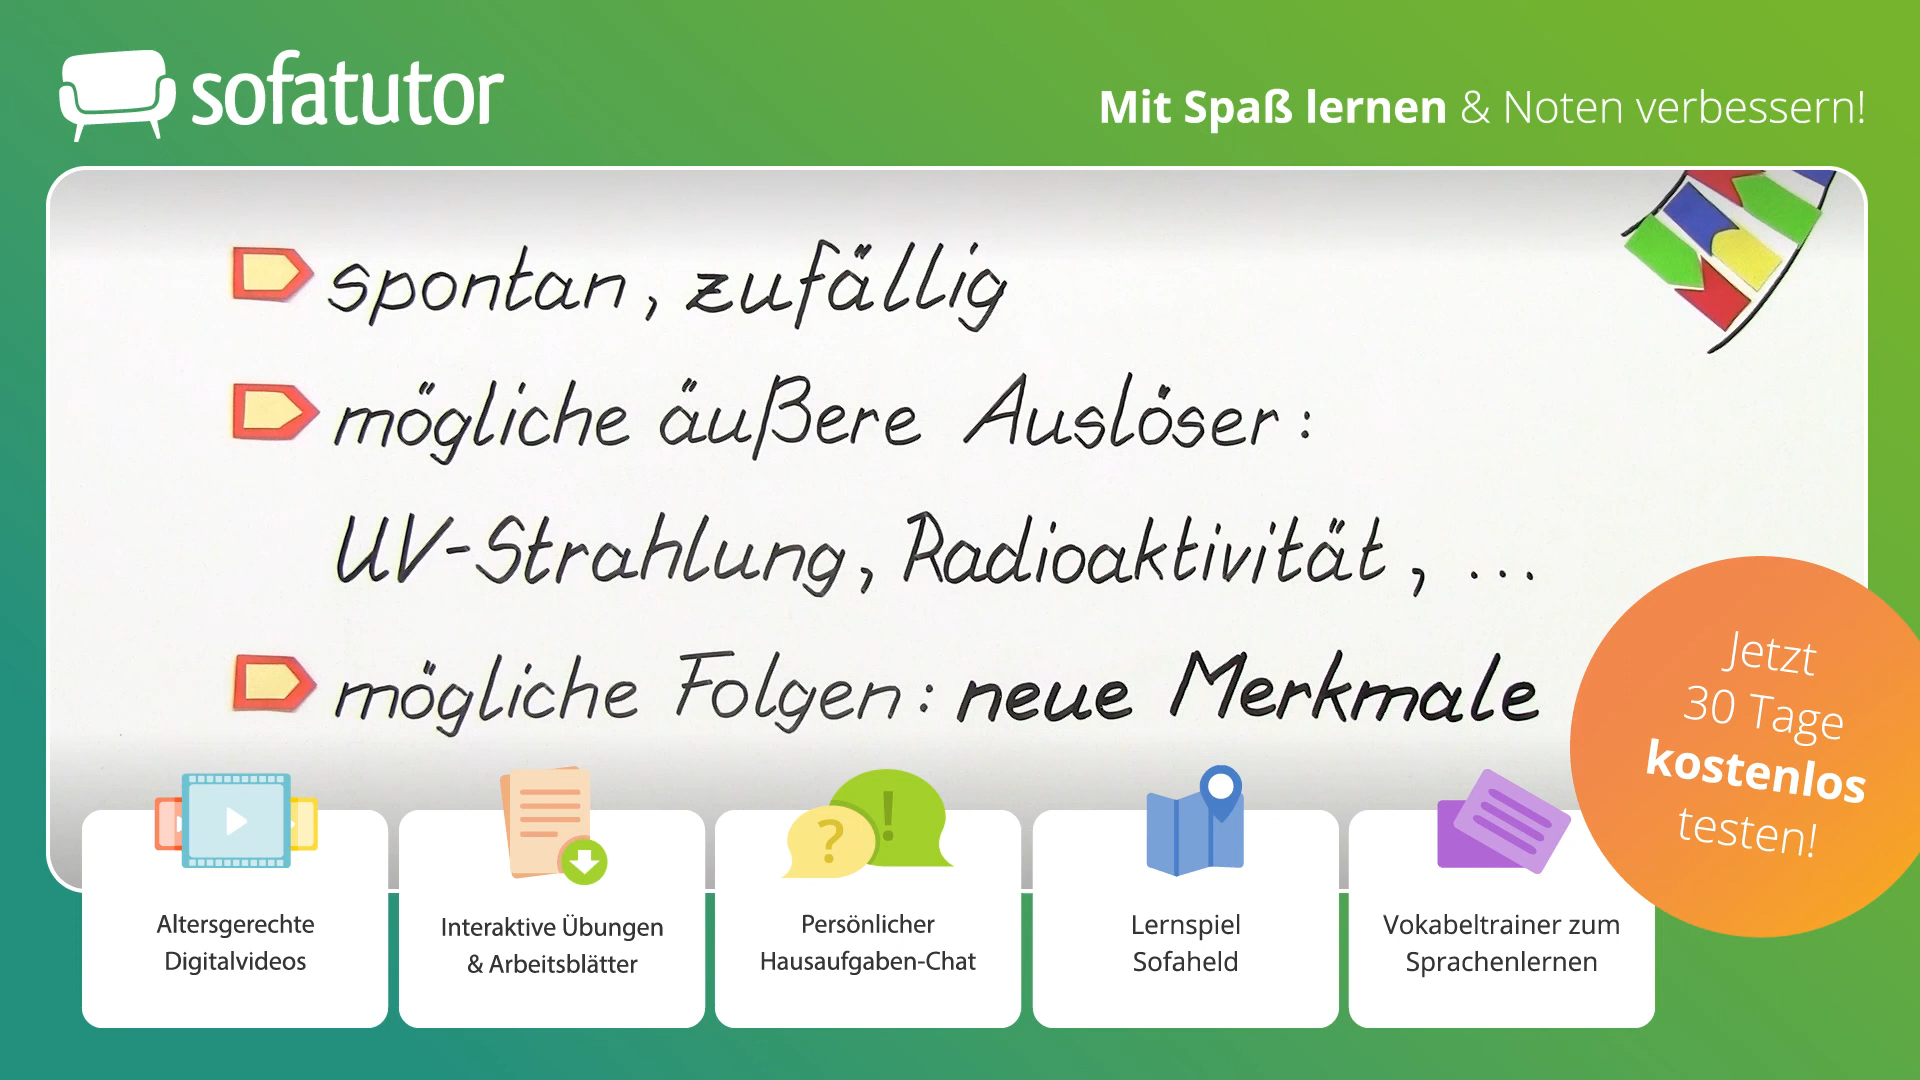 sofatutor
Mit Spaß lernen & Noten verbessern!
spontan, zufällig
mögliche äußere Auslöser:
UV-Strahlung, Radioaktivität, ...
mögliche Folgen: neue Merkmale
Jetzt
30 Tage
kostenlos
testen!
? !
Altersgerechte
Digitalvideos
Interaktive Übungen
& Arbeitsblätter
Persönlicher
Hausaufgaben-Chat
Lernspiel
Sofaheld
Vokabeltrainer zum
Sprachenlernen